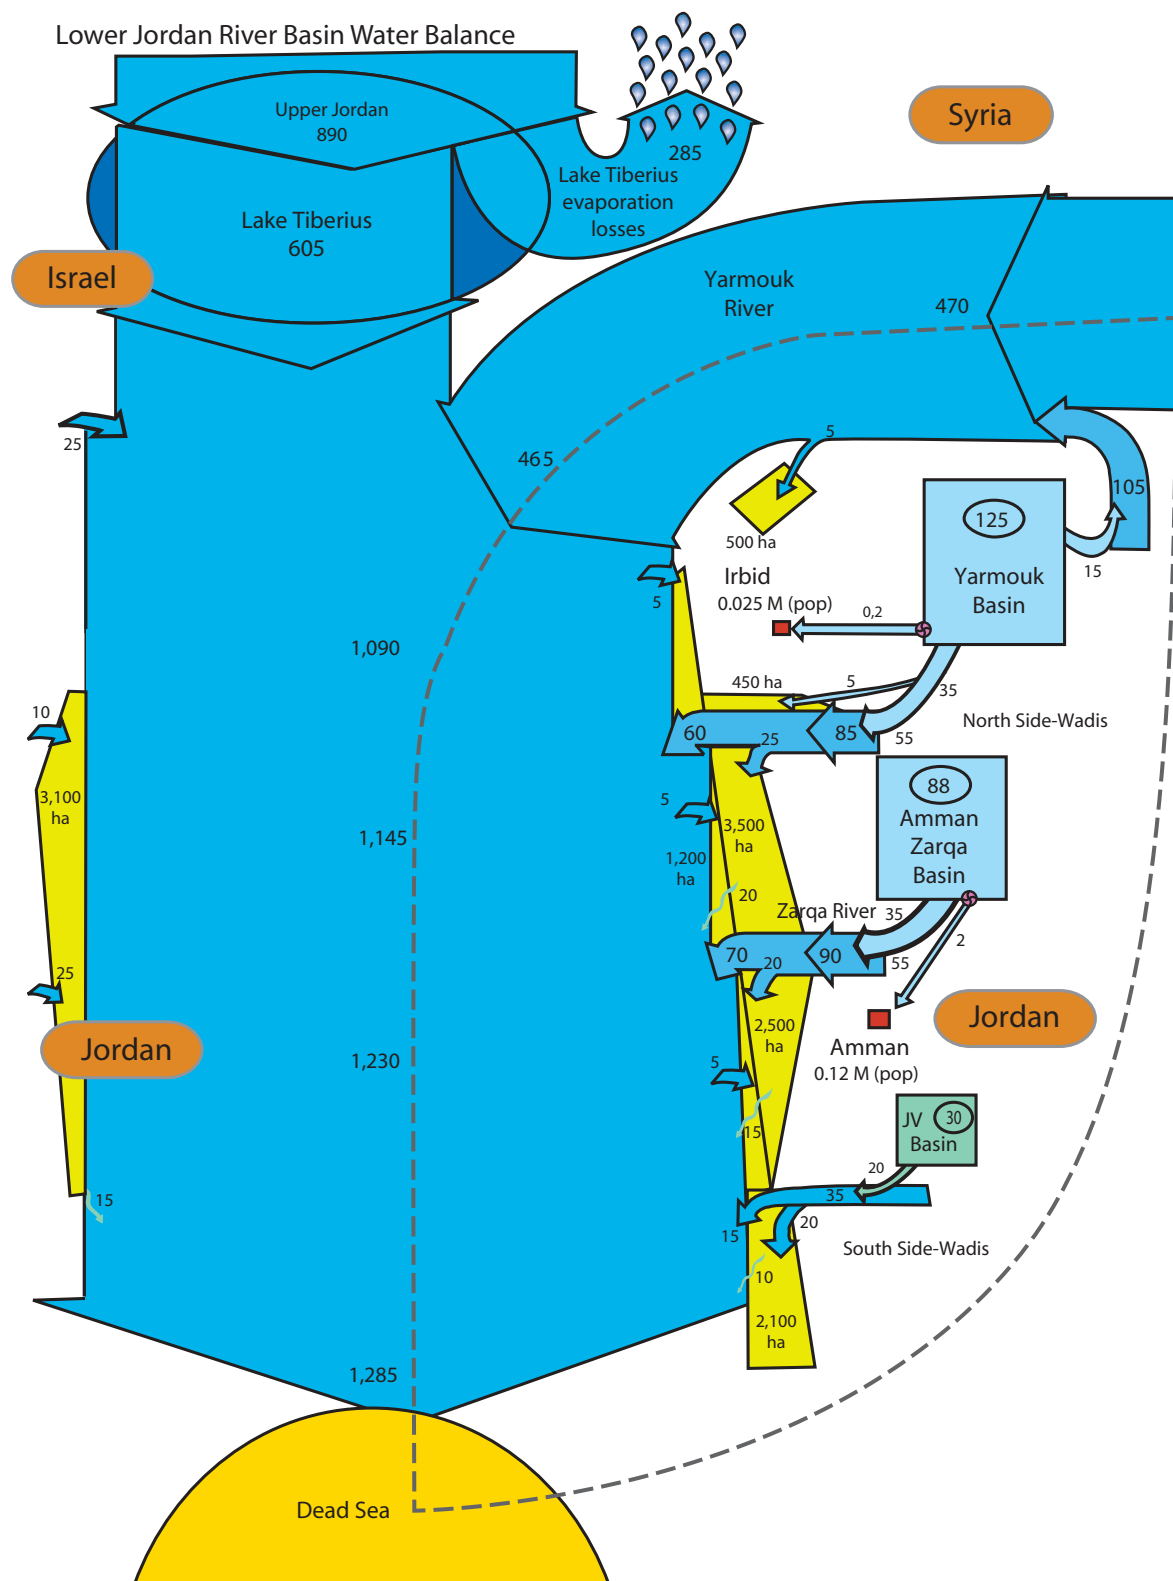 Lower Jordan River Basin Water Balance
Upper Jordan
890
285
Lake Tiberius
evaporation
losses
Syria
Lake Tiberius
605
Israel
Yarmouk
River
470
25
465
5
500 ha
105
125
Yarmouk
Basin
15
Irbid
0.025 M (pop)
0,2
5
1,090
450 ha
5
35
North Side-Wadis
10
60
25
85
55
3,100
ha
5
3,500
ha
88
Amman
Zarqa
Basin
1,145
1,200
ha
20
Zarqa River
35
70
20
90
55
2
25
Jordan
1,230
2,500
ha
Jordan
Amman
0.12 M (pop)
5
15
JV
30
Basin
20
15
35
15
20
South Side-Wadis
10
2,100
ha
1,285
Dead Sea